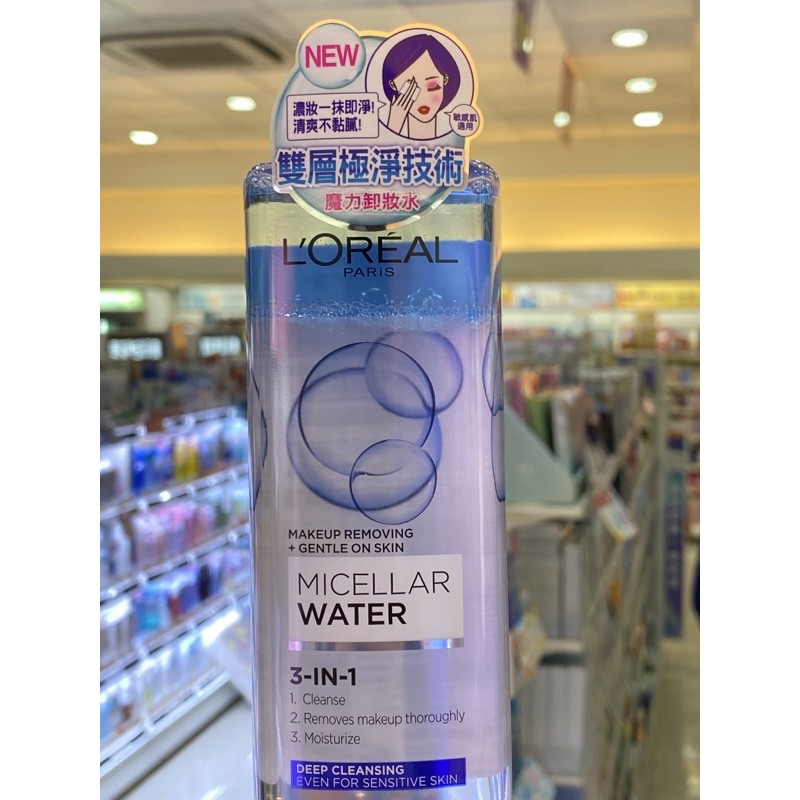 NEW
濃妝一抹即淨!
清爽不黏膩!
敏感肌
適用
雙層極淨技術
魔力卸妝水
L'ORÉAL
PARIS
MAKEUP REMOVING
+ GENTLE ON SKIN
MICELLAR
WATER
3-IN-1
1. Cleanse
2. Removes makeup thoroughly
3. Moisturize
DEEP CLEANSING
EVEN FOR SENSITIVE SKIN